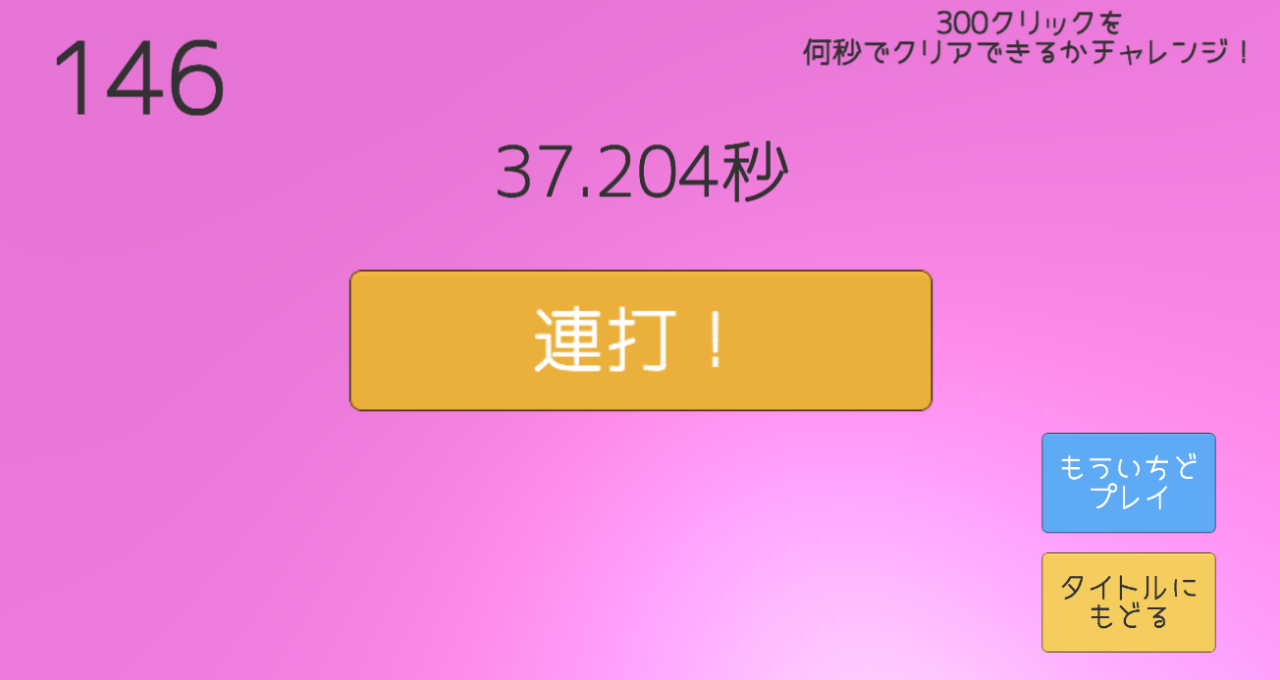 146
300クリックを
何秒でクリアできるかチャレンジ！
37.204秒
連打！
もういちど
プレイ
タイトルに
もどる